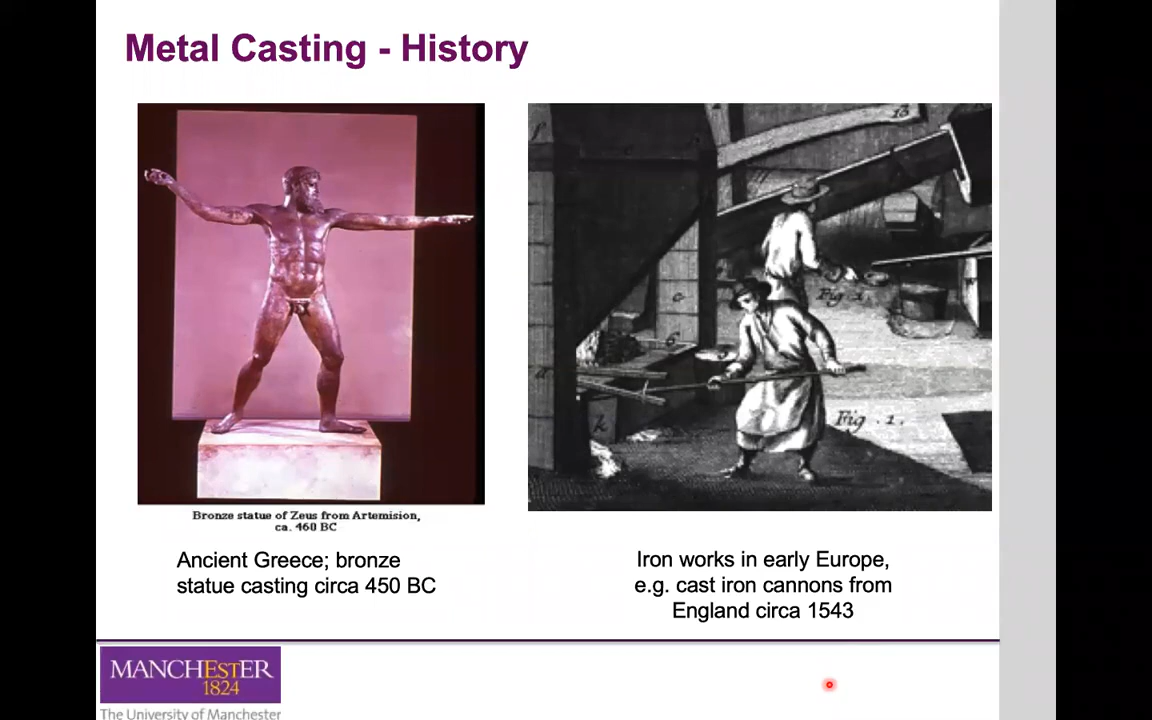 Metal Casting - History
Bronze statue of Zeus from Artemision,
ca. 460 BC
Ancient Greece; bronze
statue casting circa 450 BC
Fig. 1.
Fig. 1.
k
Iron works in early Europe,
e.g. cast iron cannons from
England circa 1543
MANCHESTER
1824
The University of Manchester